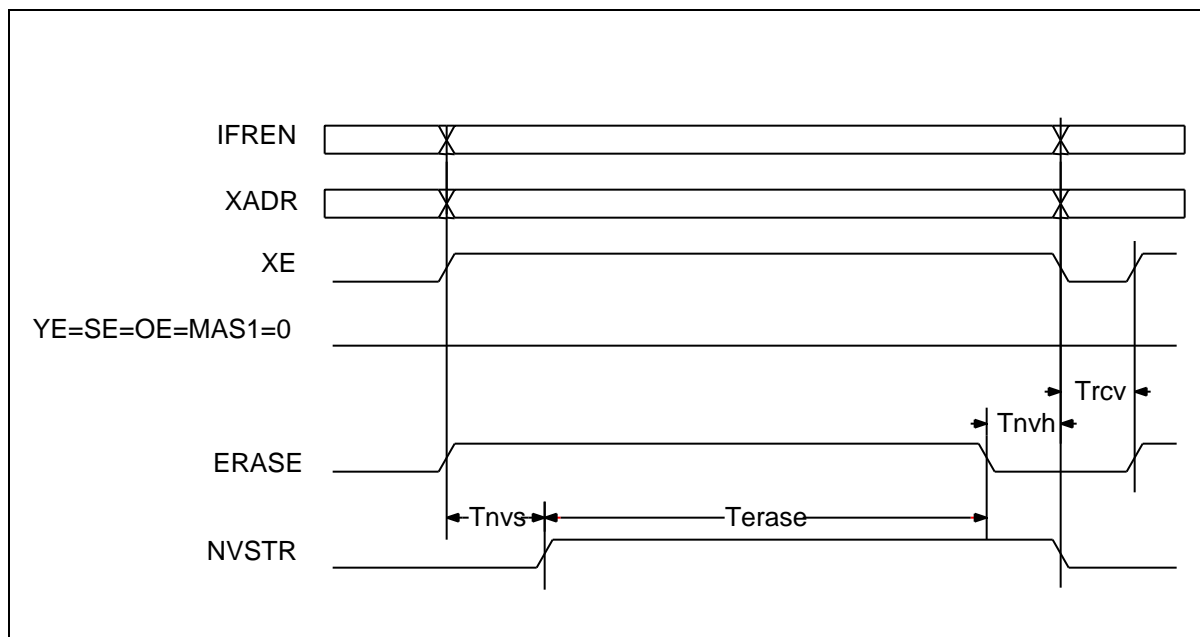 IFREN
XADR
XE
YE=SE=OE=MAS1=0
Trcv
Tnvh
ERASE
Tnvs
Terase
NVSTR